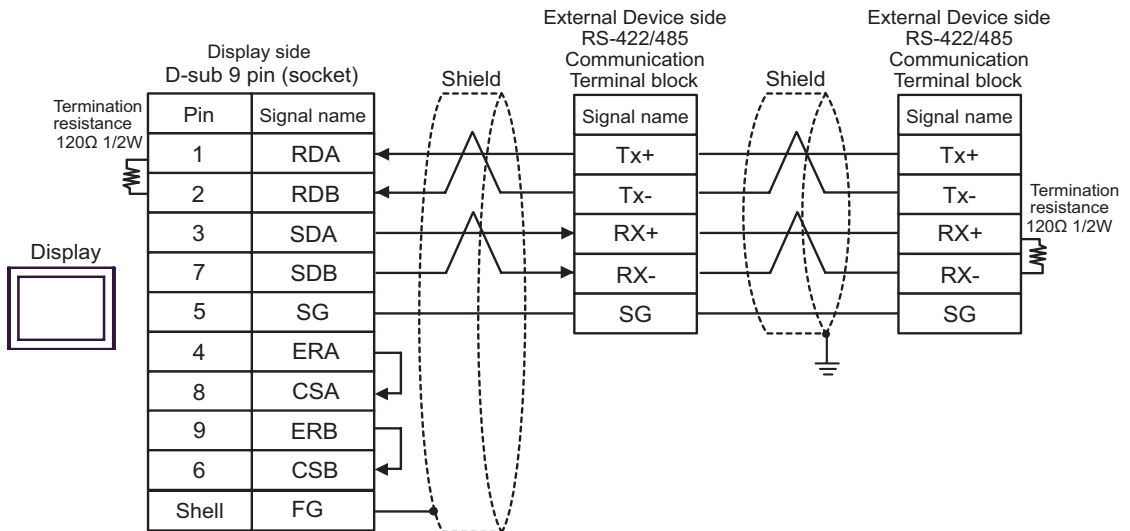 Display side
D-sub 9 pin (socket)
Shield
External Device side
RS-422/485
Communication
Terminal block
Shield
External Device side
RS-422/485
Communication
Terminal block
Termination
resistance
120Ω 1/2W
Pin Signal name
Signal name
Signal name
1 RDA
Tx+
Tx+
2 RDB
Tx-
Tx-
3 SDA
RX+
RX+
7 SDB
RX-
RX-
5 SG
SG
SG
4 ERA
8 CSA
9 ERB
6 CSB
Shell FG
Termination
resistance
120Ω 1/2W
Display